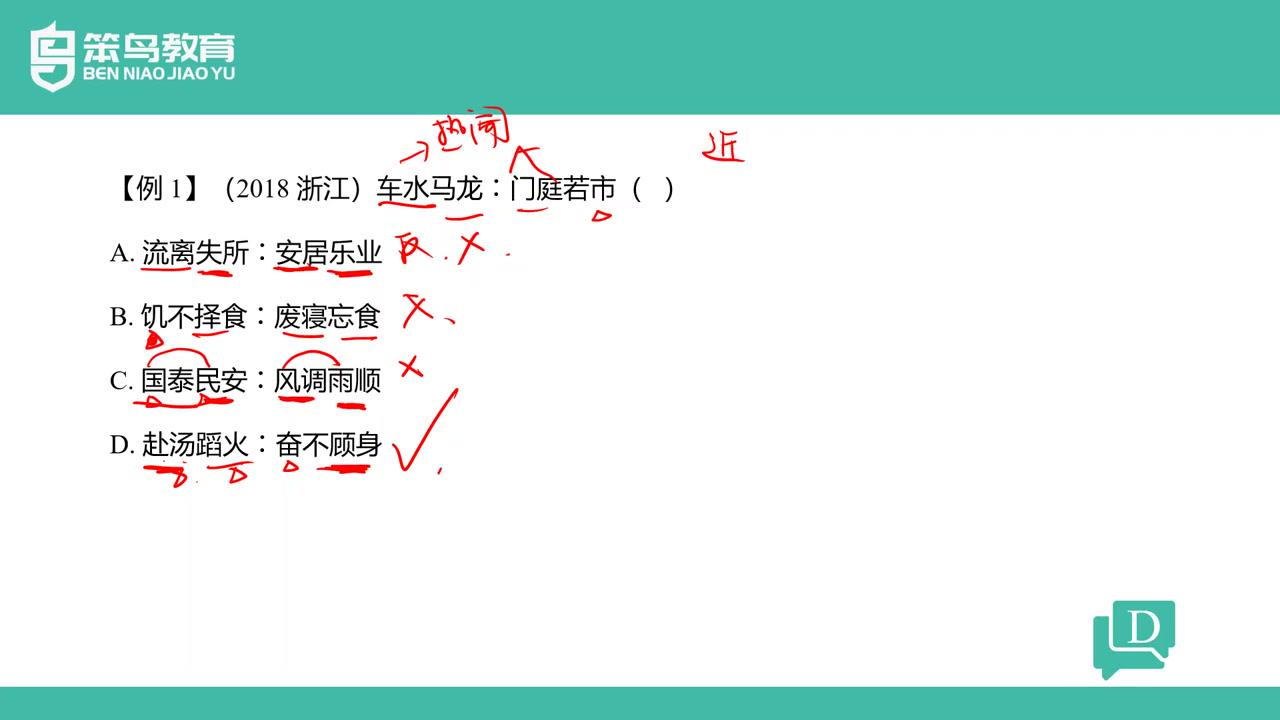 笨鸟教育
BEN NIAO JIAO YU
热闹
近
【例 1】（2018 浙江）车水马龙：门庭若市（ ）
A. 流离失所：安居乐业 反 ×
B. 饥不择食：废寝忘食 ×
C. 国泰民安：风调雨顺 ×
D. 赴汤蹈火：奋不顾身 ✓
D